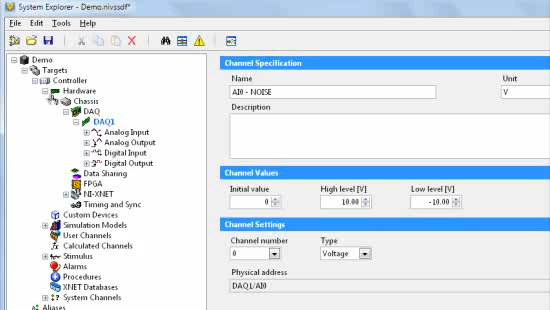 System Explorer - Demo.nivssdf*
File Edit Tools Help
Demo
Targets
Controller
Hardware
Chassis
DAQ
DAQ1
Analog Input
Analog Output
Digital Input
Digital Output
Data Sharing
FPGA
NI-XNET
Timing and Sync
Custom Devices
Simulation Models
User Channels
Calculated Channels
Stimulus
Alarms
Procedures
XNET Databases
System Channels
Aliases
Channel Specification
Name Unit
AI0 - NOISE V
Description
Channel Values
Initial value High level [V] Low level [V]
0 10.00 -10.00
Channel Settings
Channel number Type
0 Voltage
Physical address
DAQ1/AI0